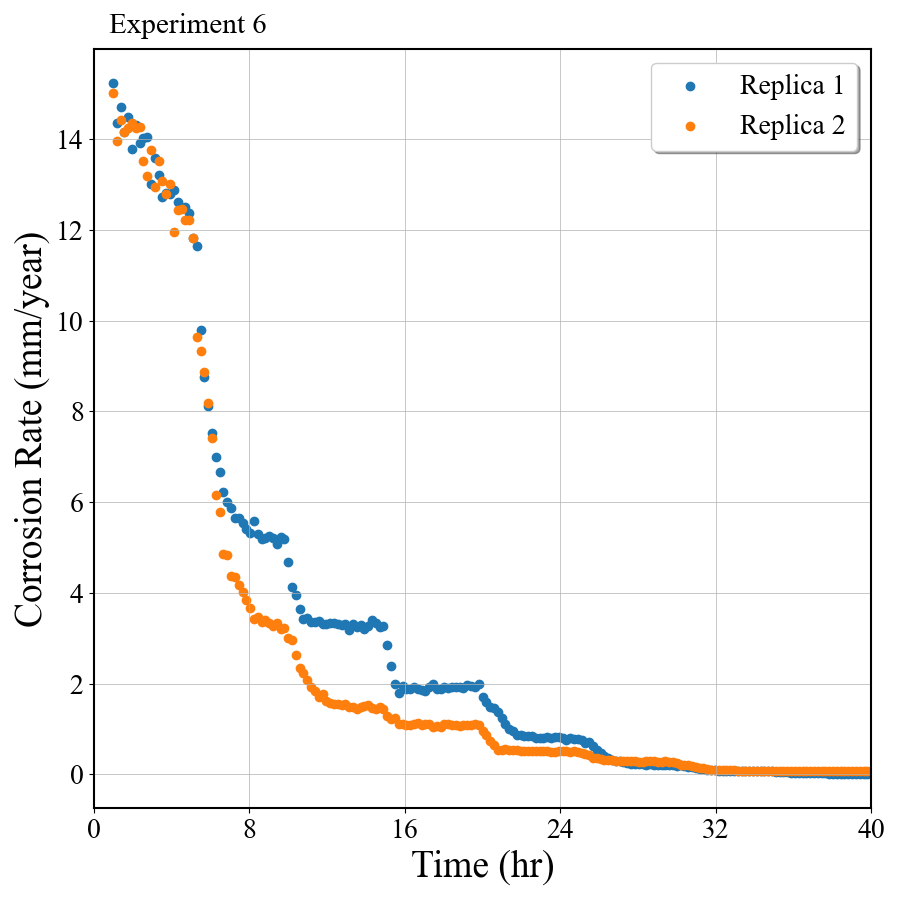 Experiment 6
Replica 1
Replica 2
Corrosion Rate (mm/year)
14
12
10
8
6
4
2
0
0 8 16 24 32 40
Time (hr)